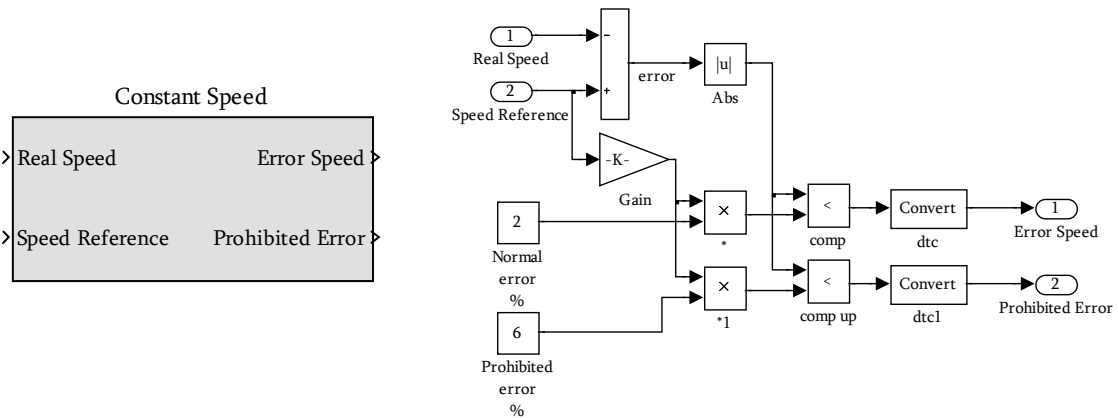 Constant Speed
Real Speed
Error Speed
Speed Reference
Prohibited Error
1
Real Speed
−
error
|u|
Abs
2
Speed Reference
+
-K-
Gain
2
Normal
error
%
×
*
<
comp
Convert
dtc
1
Error Speed
6
Prohibited
error
%
×
*1
<
comp up
Convert
dtc1
2
Prohibited Error